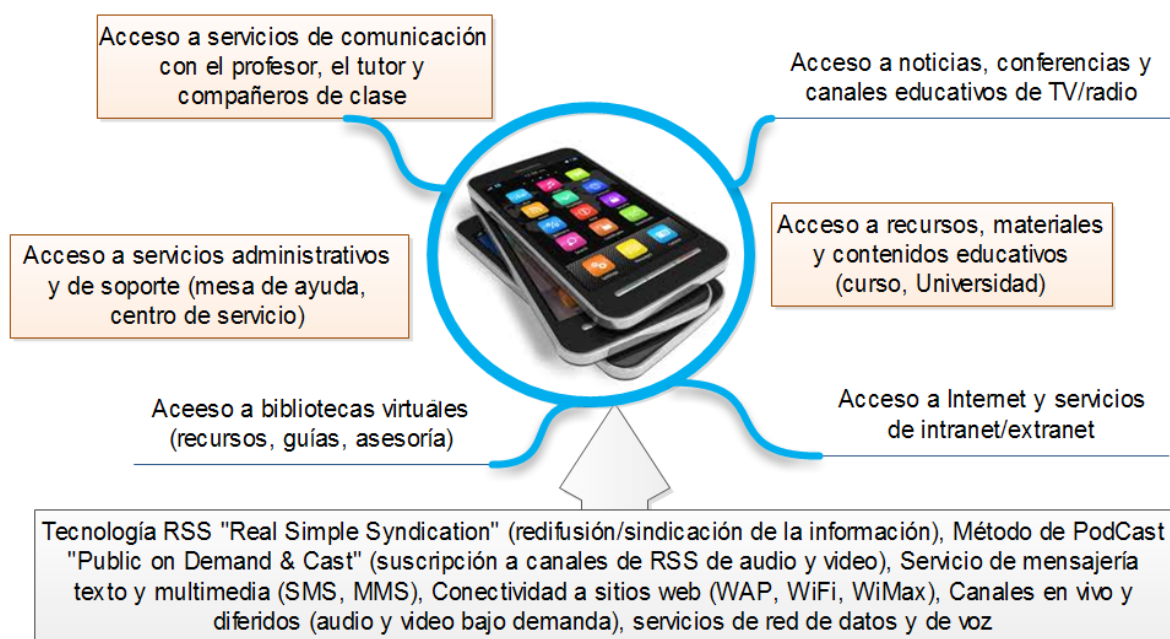 Acceso a servicios de comunicación
con el profesor, el tutor y
compañeros de clase
Acceso a noticias, conferencias y
canales educativos de TV/radio
Acceso a servicios administrativos
y de soporte (mesa de ayuda,
centro de servicio)
Acceso a recursos, materiales
y contenidos educativos
(curso, Universidad)
Aceeso a bibliotecas virtuales
(recursos, guías, asesoría)
Acceso a Internet y servicios
de intranet/extranet
Tecnología RSS "Real Simple Syndication" (redifusión/sindicación de la información), Método de PodCast
"Public on Demand & Cast" (suscripción a canales de RSS de audio y video), Servicio de mensajería
texto y multimedia (SMS, MMS), Conectividad a sitios web (WAP, WiFi, WiMax), Canales en vivo y
diferidos (audio y video bajo demanda), servicios de red de datos y de voz